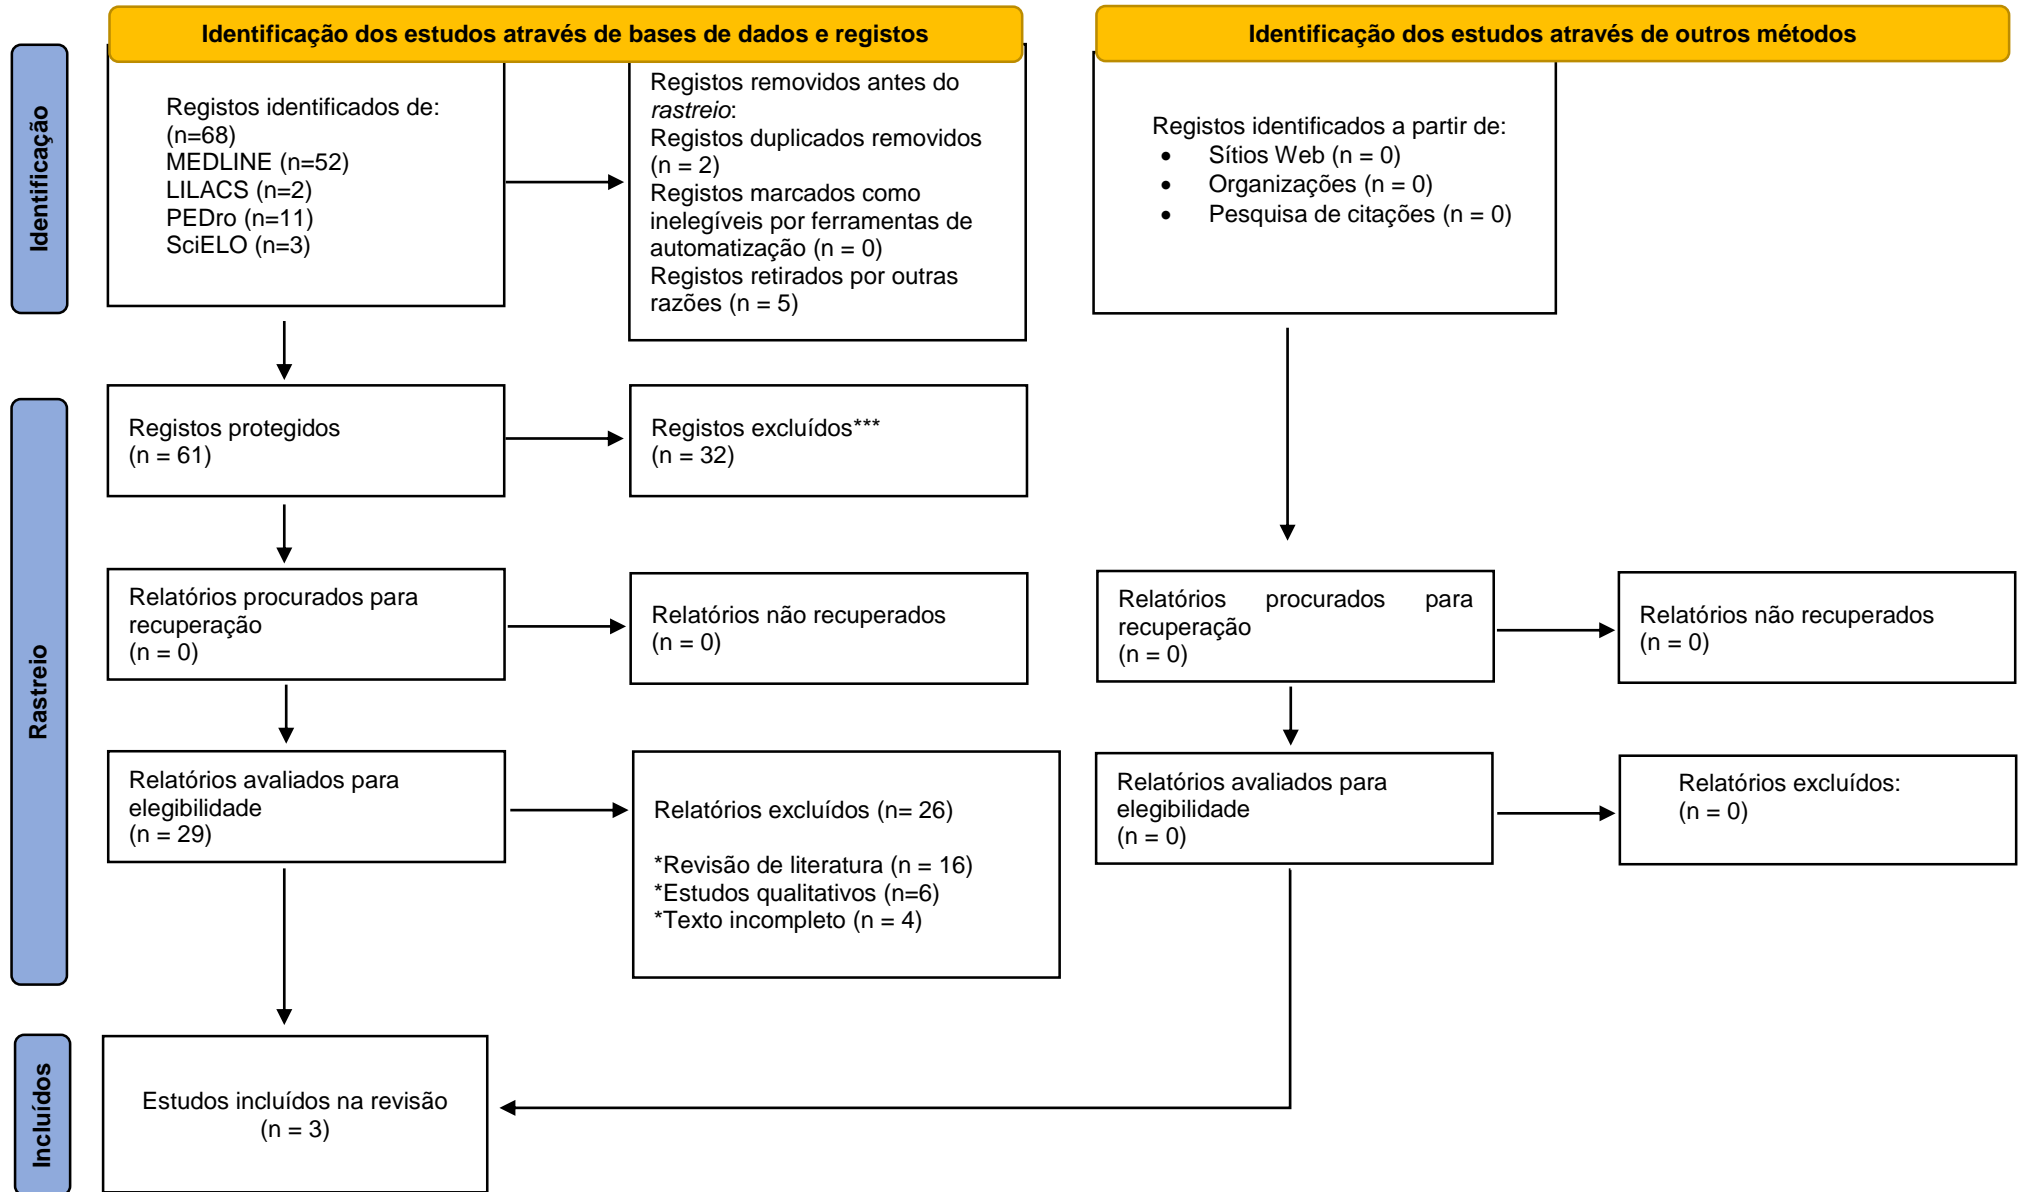 Identificação dos estudos através de bases de dados e registos
Identificação dos estudos através de outros métodos
Identificação
Registos identificados de:
(n=68)
MEDLINE (n=52)
LILACS (n=2)
PEDro (n=11)
SciELO (n=3)
Registos removidos antes do
rastreio:
Registos duplicados removidos
(n = 2)
Registos marcados como
inelegíveis por ferramentas de
automatização (n = 0)
Registos retirados por outras
razões (n = 5)
Registos identificados a partir de:
• Sítios Web (n = 0)
• Organizações (n = 0)
• Pesquisa de citações (n = 0)
Rastreio
Registos protegidos
(n = 61)
Registos excluídos***
(n = 32)
Relatórios procurados para
recuperação
(n = 0)
Relatórios não recuperados
(n = 0)
Relatórios procurados para
recuperação
(n = 0)
Relatórios não recuperados
(n = 0)
Relatórios avaliados para
elegibilidade
(n = 29)
Relatórios excluídos (n= 26)
*Revisão de literatura (n = 16)
*Estudos qualitativos (n=6)
*Texto incompleto (n = 4)
Relatórios avaliados para
elegibilidade
(n = 0)
Relatórios excluídos:
(n = 0)
Incluídos
Estudos incluídos na revisão
(n = 3)